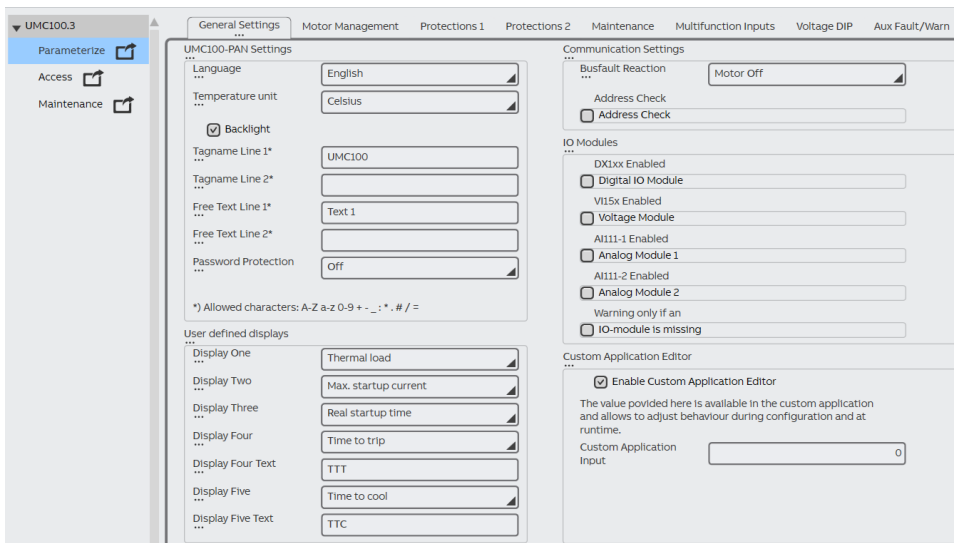 UMC100.3
Parameterize
Access
Maintenance
General Settings
Motor Management
Protections 1
Protections 2
Maintenance
Multifunction Inputs
Voltage DIP
Aux Fault/Warn
UMC100-PAN Settings
Language
English
Temperature unit
Celsius
Backlight
Tagname Line 1*
UMC100
Tagname Line 2*
Free Text Line 1*
Text 1
Free Text Line 2*
Password Protection
Off
*) Allowed characters: A-Z a-z 0-9 + - _ : * . # / =
User defined displays
Display One
Thermal load
Display Two
Max. startup current
Display Three
Real startup time
Display Four
Time to trip
Display Four Text
TTT
Display Five
Time to cool
Display Five Text
TTC
Communication Settings
Busfault Reaction
Motor Off
Address Check
Address Check
IO Modules
DX1xx Enabled
Digital IO Module
VI15x Enabled
Voltage Module
AI111-1 Enabled
Analog Module 1
AI111-2 Enabled
Analog Module 2
Warning only if an
IO-module is missing
Custom Application Editor
Enable Custom Application Editor
The value povided here is available in the custom application
and allows to adjust behaviour during configuration and at
runtime.
Custom Application
Input
0